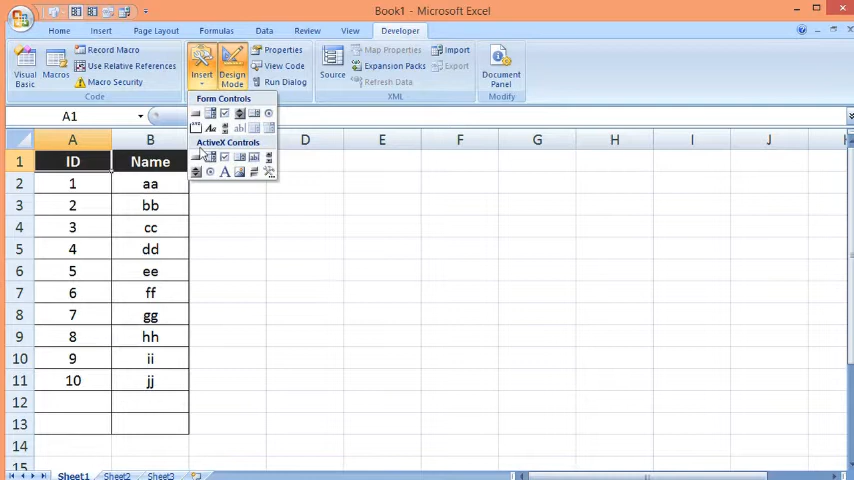 Book1 - Microsoft Excel
Home Insert Page Layout Formulas Data Review View Developer
Visual Basic
Macros
Record Macro
Use Relative References
Macro Security
Code
Insert
Design Mode
Properties
View Code
Run Dialog
Source
Map Properties
Expansion Packs
Refresh Data
Import
Export
XML
Document Panel
Modify
Form Controls
Aa
ab
ActiveX Controls
ab
A
A1
A B D E F G H I J
1 ID Name
2 1 aa
3 2 bb
4 3 cc
5 4 dd
6 5 ee
7 6 ff
8 7 gg
9 8 hh
10 9 ii
11 10 jj
12
13
14
15
Sheet1 Sheet2 Sheet3